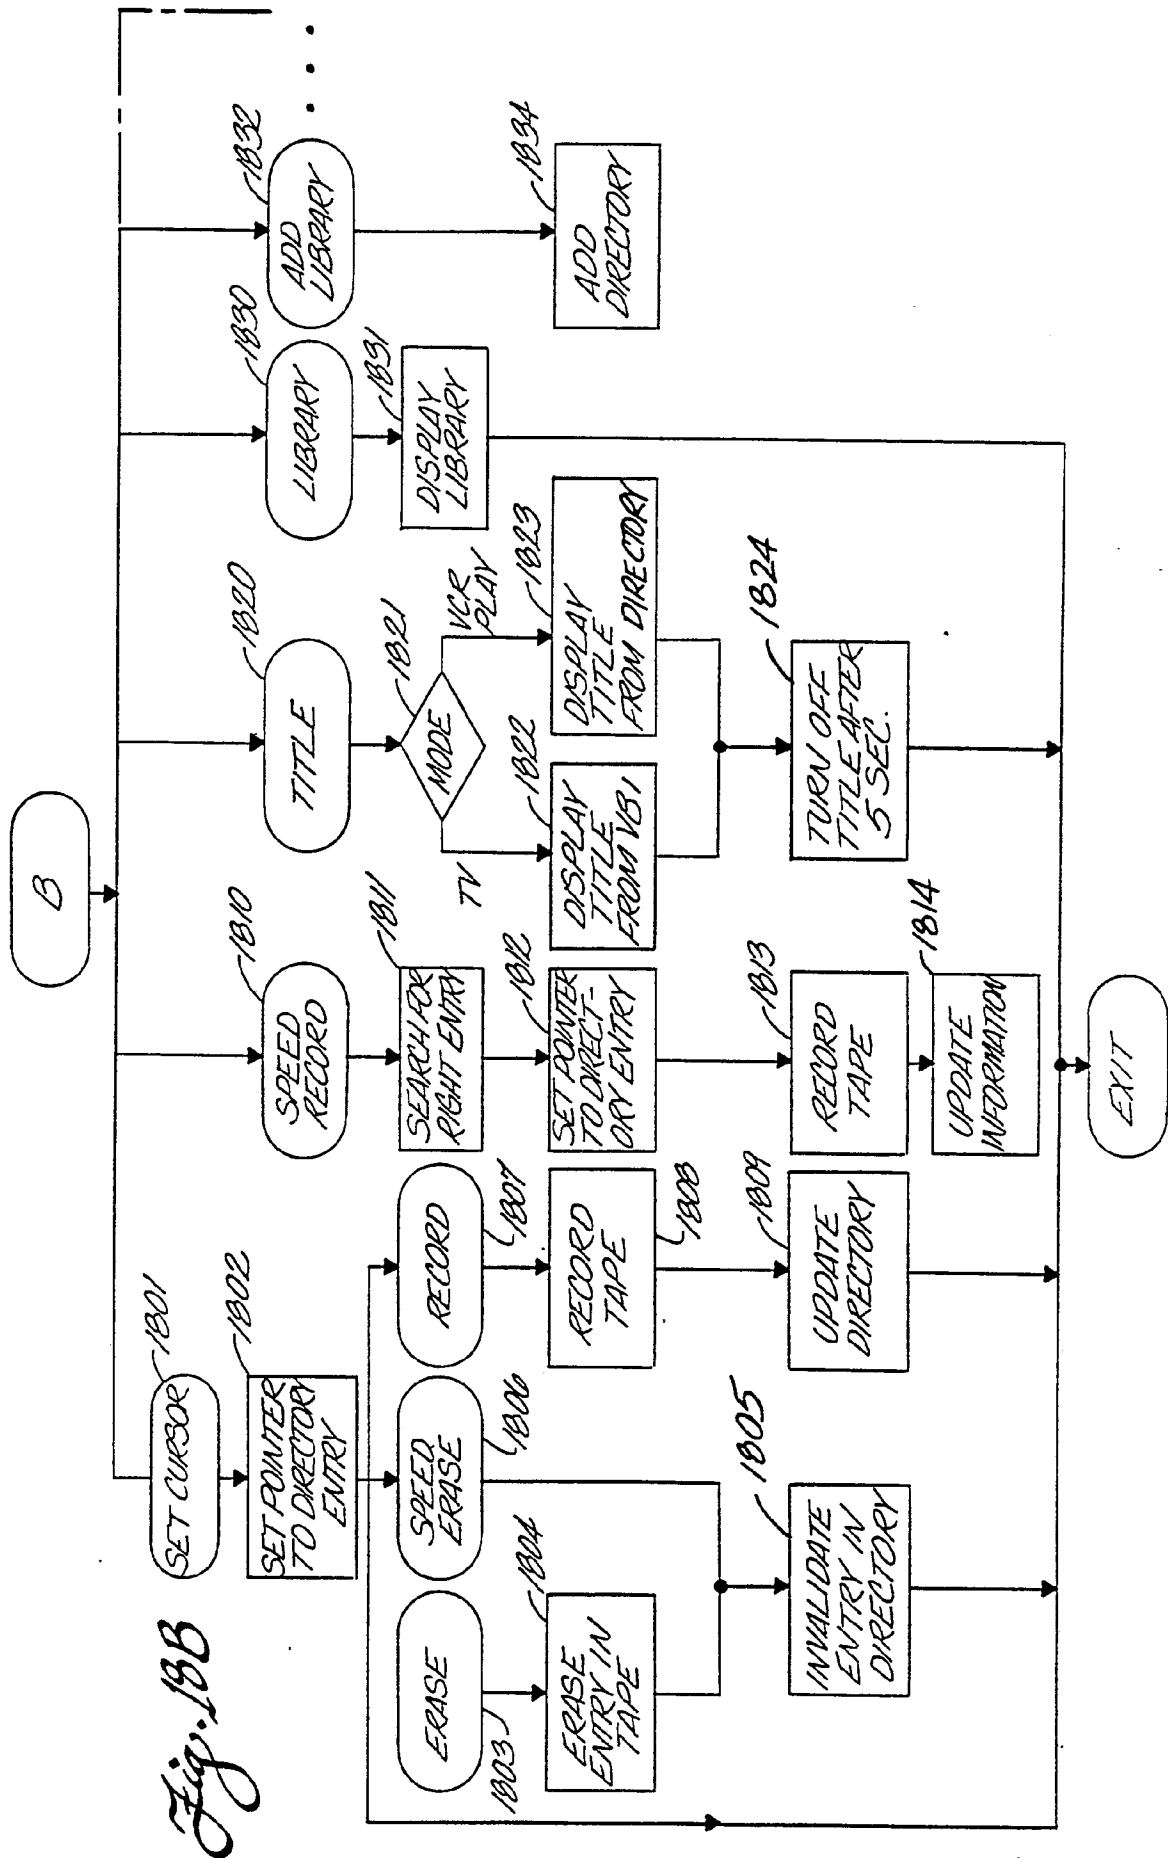 Fig. 18B
B
SET CURSOR
1801
SET POINTER
TO DIRECTORY
ENTRY
1802
ERASE
1803
ERASE
ENTRY IN
TAPE
1804
SPEED
ERASE
1806
INVALIDATE
ENTRY IN
DIRECTORY
1805
RECORD
1807
RECORD
TAPE
1808
UPDATE
DIRECTORY
1809
SPEED
RECORD
1810
SEARCH FOR
RIGHT ENTRY
1811
SET POINTER
TO DIRECT-
ORY ENTRY
1812
RECORD
TAPE
1813
UPDATE
INFORMATION
1814
TITLE
1820
MODE
1821
TV
VCR
PLAY
DISPLAY
TITLE
FROM VBI
1822
DISPLAY
TITLE
FROM DIRECTORY
1823
TURN OFF
TITLE AFTER
5 SEC.
1824
LIBRARY
1830
DISPLAY
LIBRARY
1831
ADD
LIBRARY
1832
ADD
DIRECTORY
1834
EXIT